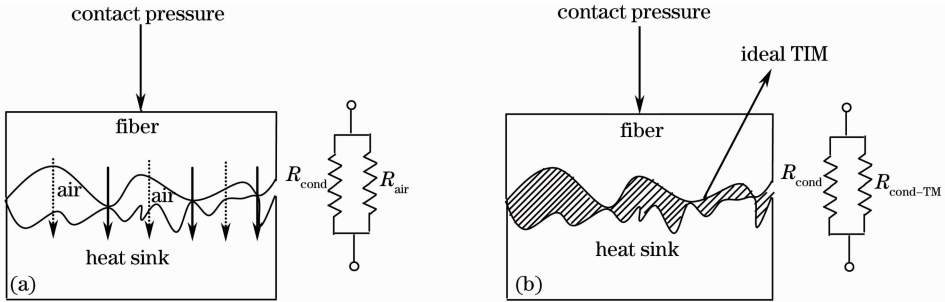 contact pressure
fiber
air
air
heat sink
R_cond
R_air
(a)
contact pressure
ideal TIM
fiber
heat sink
R_cond
R_cond-TM
(b)